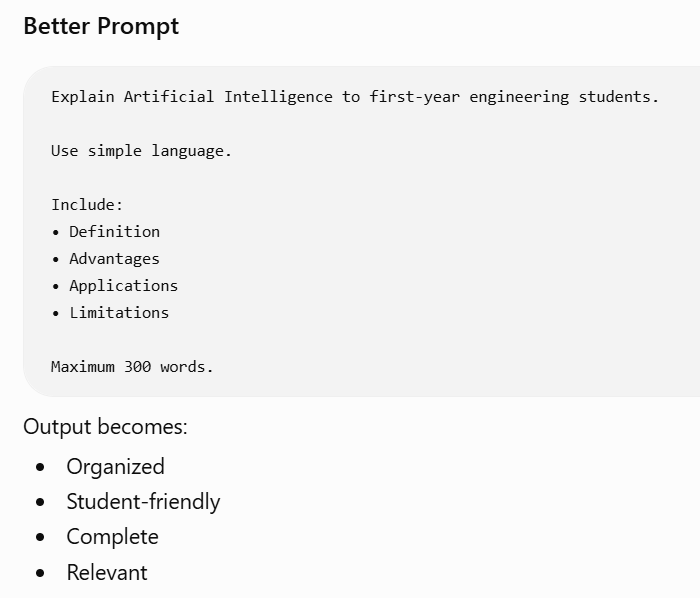 Better Prompt
Explain Artificial Intelligence to first-year engineering students.
Use simple language.
Include:
• Definition
• Advantages
• Applications
• Limitations
Maximum 300 words.
Output becomes:
• Organized
• Student-friendly
• Complete
• Relevant